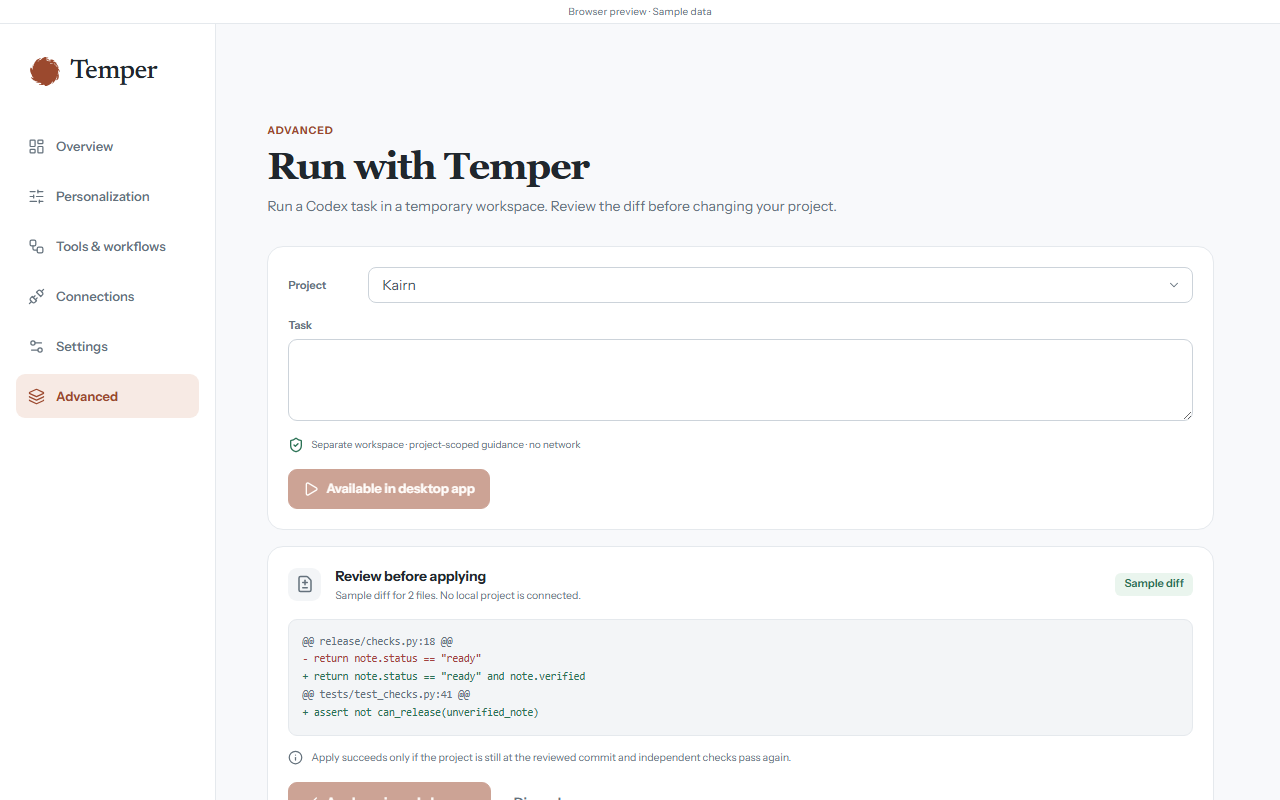 Browser preview · Sample data
Temper
Overview
Personalization
Tools & workflows
Connections
Settings
Advanced
ADVANCED
Run with Temper
Run a Codex task in a temporary workspace. Review the diff before changing your project.
Project
Kairn
Task
Separate workspace · project-scoped guidance · no network
Available in desktop app
Review before applying
Sample diff for 2 files. No local project is connected.
Sample diff
@@ release/checks.py:18 @@
- return note.status == "ready"
+ return note.status == "ready" and note.verified
@@ tests/test_checks.py:41 @@
+ assert not can_release(unverified_note)
Apply succeeds only if the project is still at the reviewed commit and independent checks pass again.